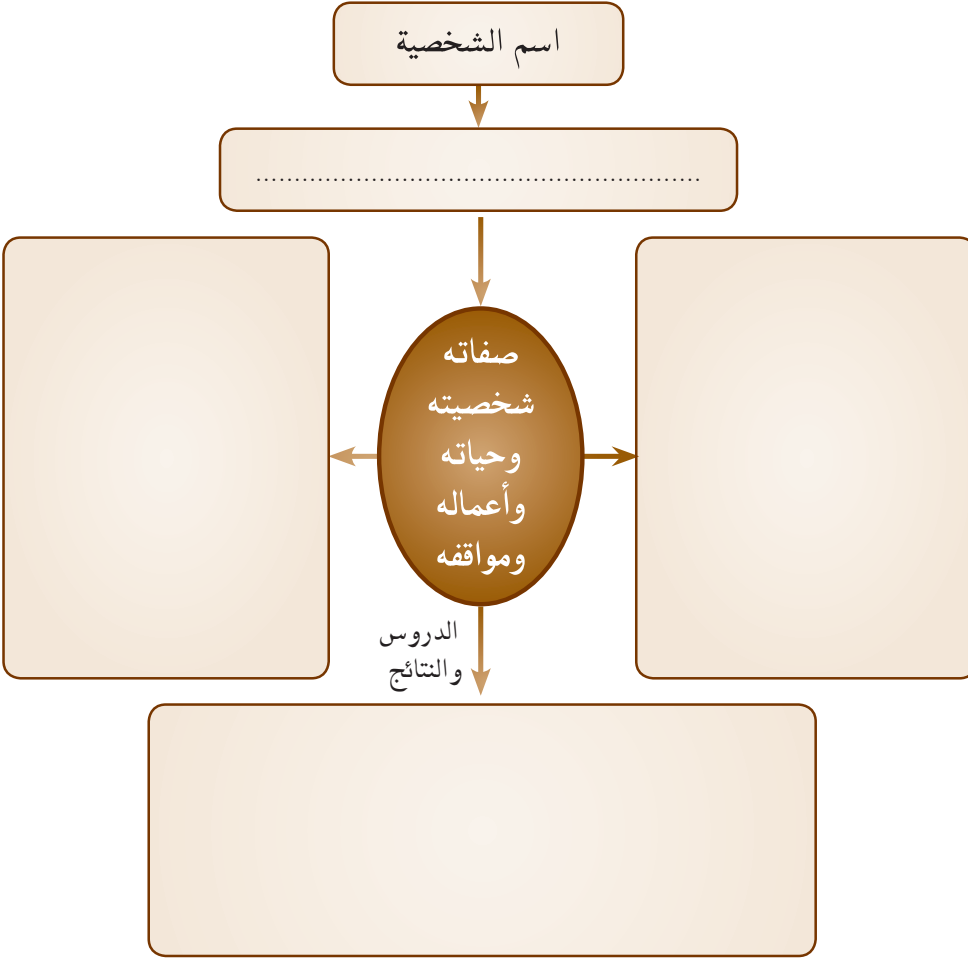 اسم الشخصية
..........................................................
صفاته
شخصيته
وحياته
وأعماله
ومواقفه
الدروس
والنتائج